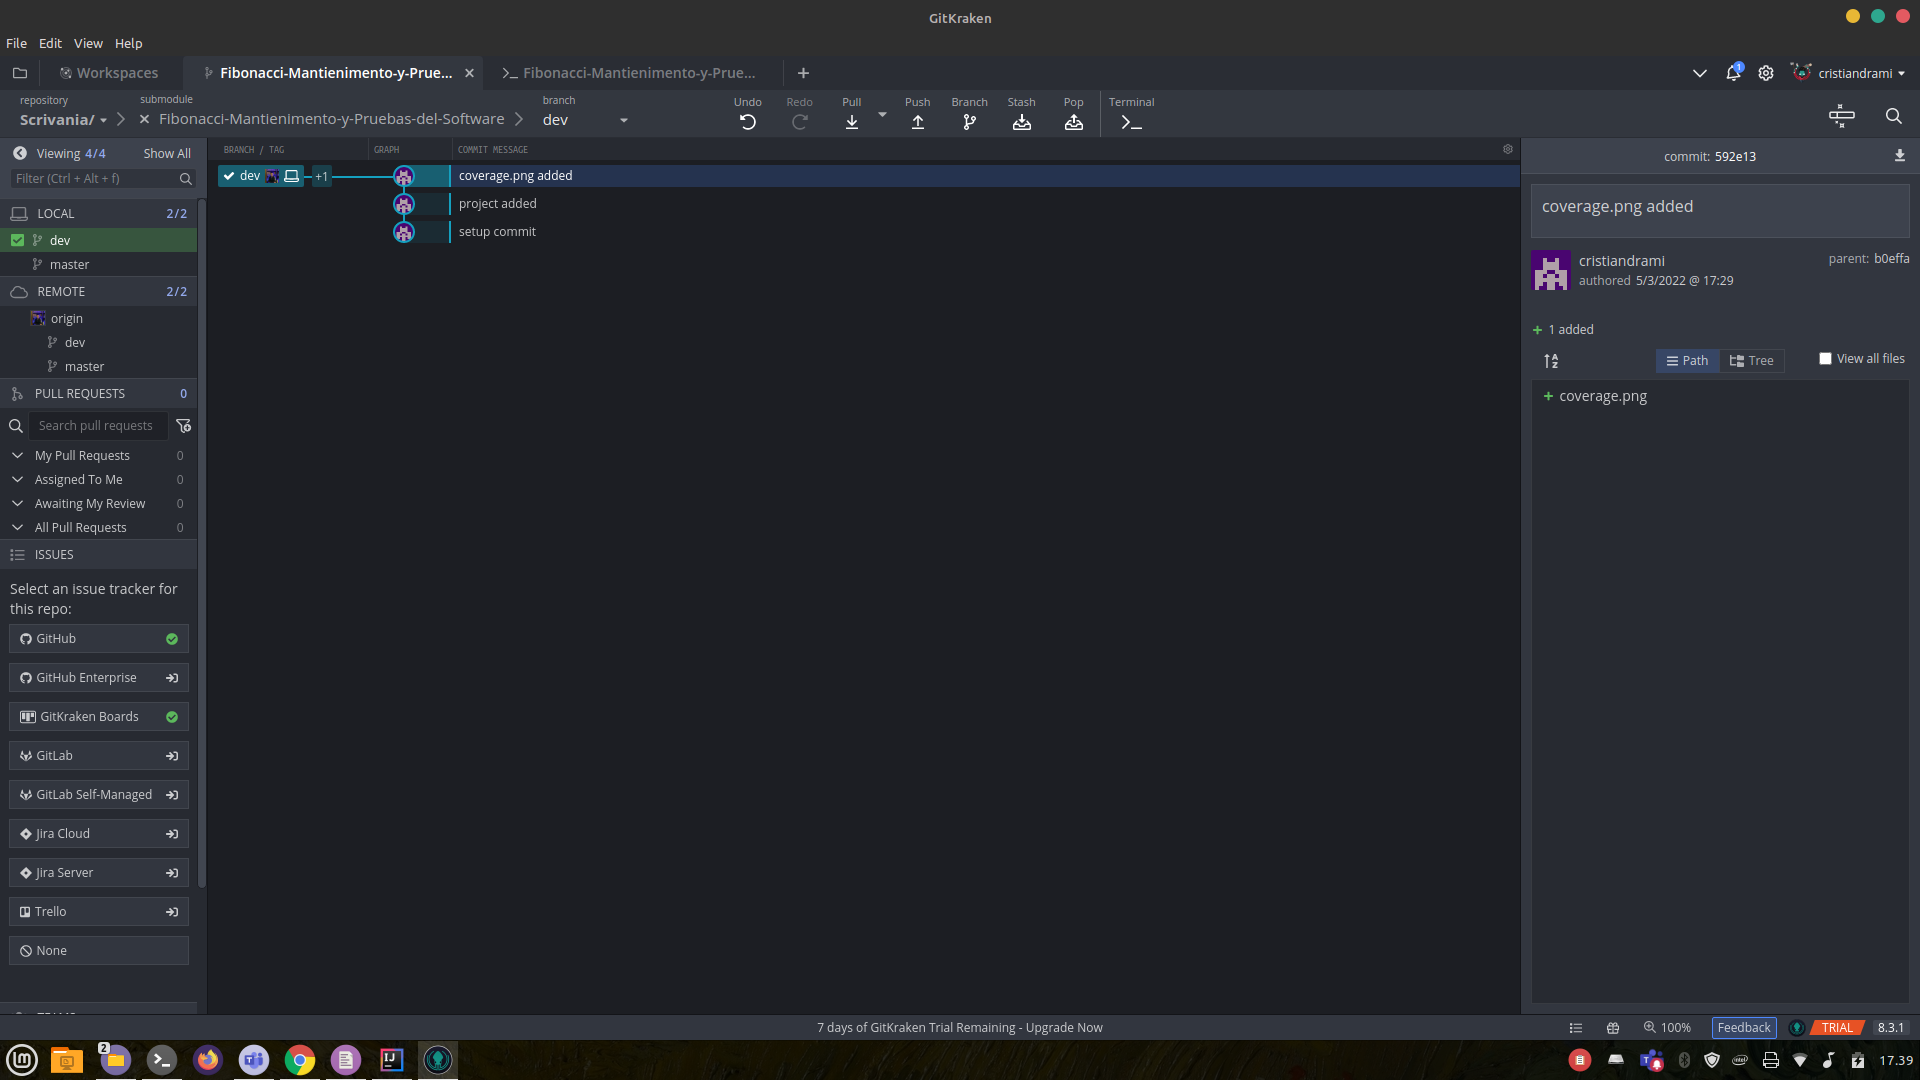 GitKraken
File Edit View Help
Workspaces
Fibonacci-Mantienimento-y-Prue...
Fibonacci-Mantienimento-y-Prue...
1
cristiandrami
repository
Scrivania/
submodule
Fibonacci-Mantienimento-y-Pruebas-del-Software
branch
dev
Undo
Redo
Pull
Push
Branch
Stash
Pop
Terminal
Viewing 4/4 Show All
Filter (Ctrl + Alt + f)
LOCAL 2/2
dev
master
REMOTE 2/2
origin
dev
master
PULL REQUESTS 0
Search pull requests
My Pull Requests 0
Assigned To Me 0
Awaiting My Review 0
All Pull Requests 0
ISSUES
Select an issue tracker for
this repo:
GitHub
GitHub Enterprise
GitKraken Boards
GitLab
GitLab Self-Managed
Jira Cloud
Jira Server
Trello
None
BRANCH / TAG GRAPH COMMIT MESSAGE
dev +1 coverage.png added
project added
setup commit
commit: 592e13
coverage.png added
cristiandrami parent: b0effa
authored 5/3/2022 @ 17:29
1 added
Path Tree View all files
coverage.png
7 days of GitKraken Trial Remaining - Upgrade Now
100% Feedback TRIAL 8.3.1
2
17.39